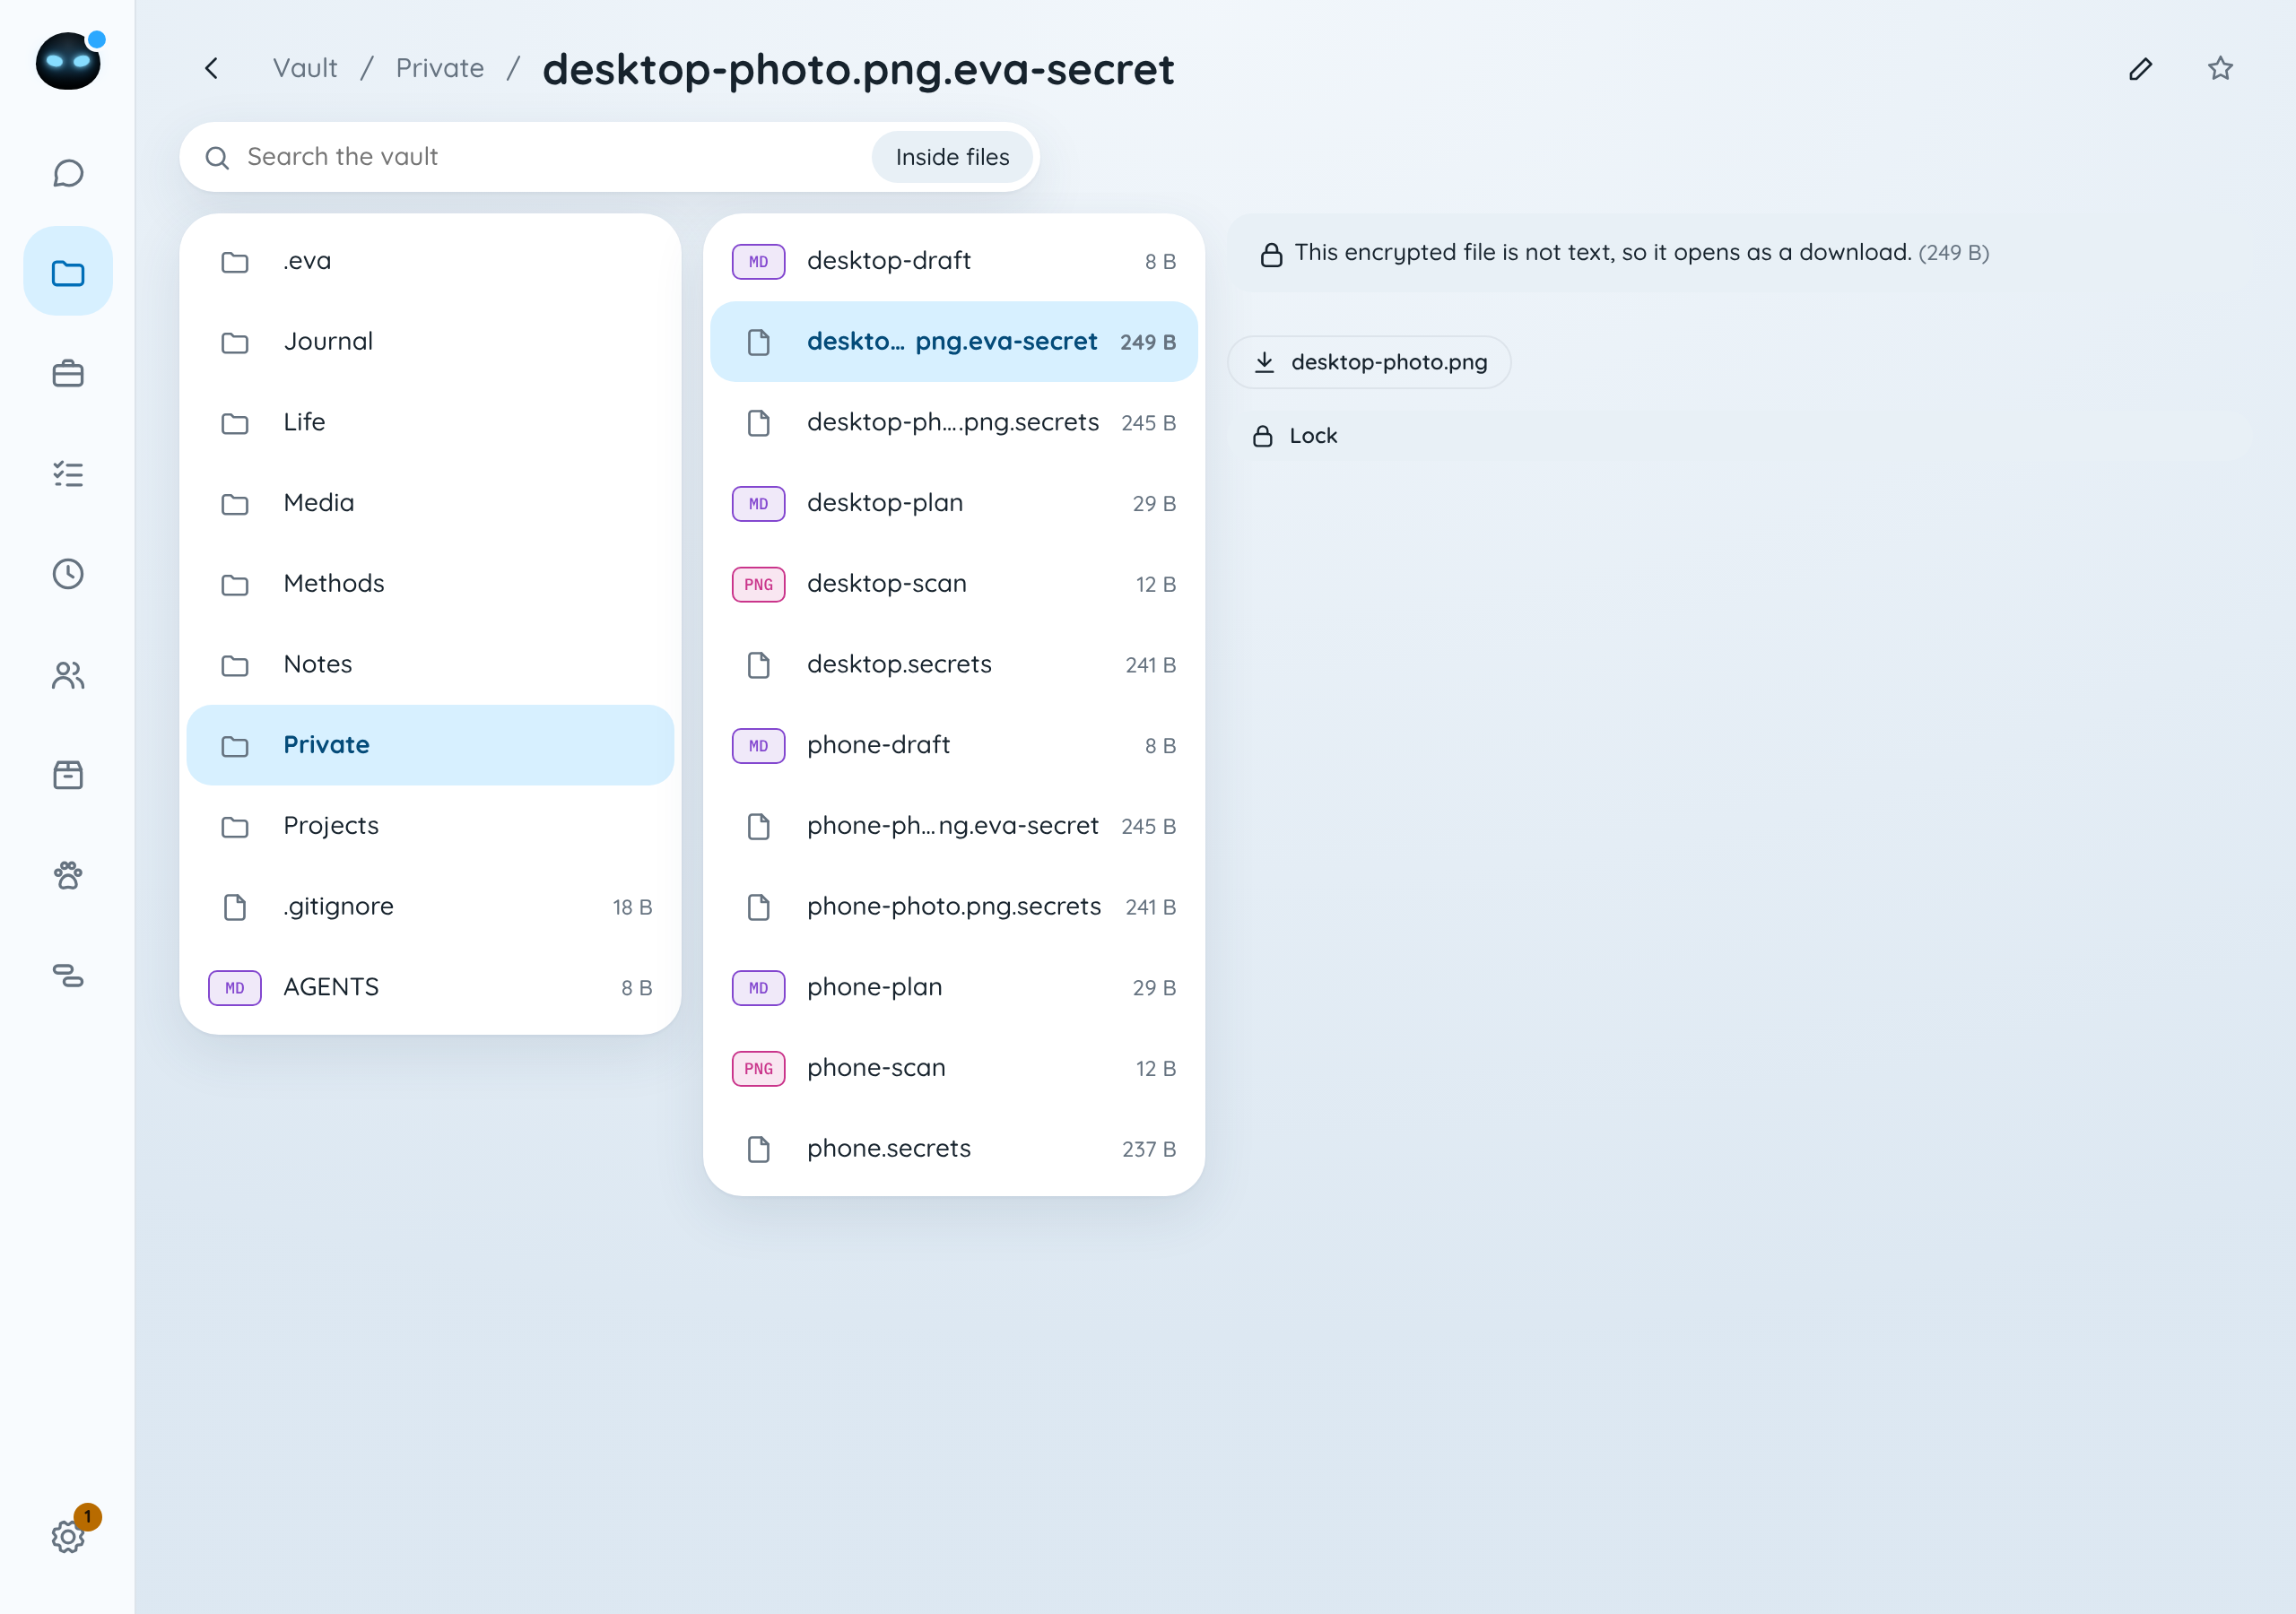 Vault / Private / desktop-photo.png.eva-secret
Search the vault
Inside files
.eva
Journal
Life
Media
Methods
Notes
Private
Projects
.gitignore 18 B
MD AGENTS 8 B
MD desktop-draft 8 B
deskto… png.eva-secret 249 B
desktop-ph….png.secrets 245 B
MD desktop-plan 29 B
PNG desktop-scan 12 B
desktop.secrets 241 B
MD phone-draft 8 B
phone-ph…ng.eva-secret 245 B
phone-photo.png.secrets 241 B
MD phone-plan 29 B
PNG phone-scan 12 B
phone.secrets 237 B
This encrypted file is not text, so it opens as a download. (249 B)
desktop-photo.png
Lock
1